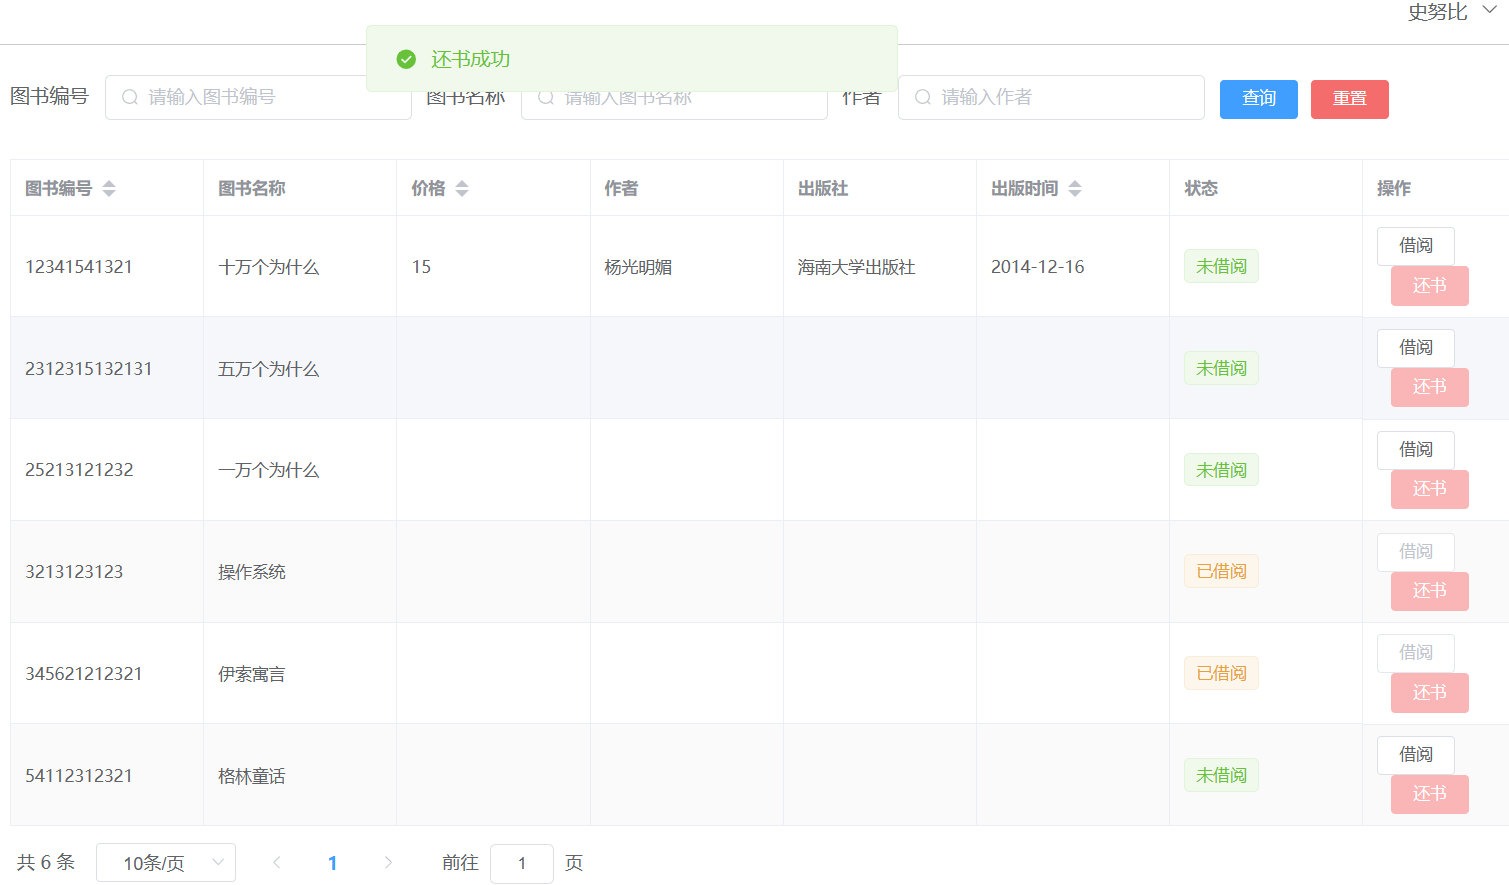 史努比
还书成功
图书编号 请输入图书编号 图书名称 请输入图书名称 作者 请输入作者 查询 重置
图书编号 图书名称 价格 作者 出版社 出版时间 状态 操作
12341541321 十万个为什么 15 杨光明媚 海南大学出版社 2014-12-16 未借阅 借阅
还书
2312315132131 五万个为什么 未借阅 借阅
还书
25213121232 一万个为什么 未借阅 借阅
还书
3213123123 操作系统 已借阅 借阅
还书
345621212321 伊索寓言 已借阅 借阅
还书
54112312321 格林童话 未借阅 借阅
还书
共 6 条 10条/页 1 前往 1 页